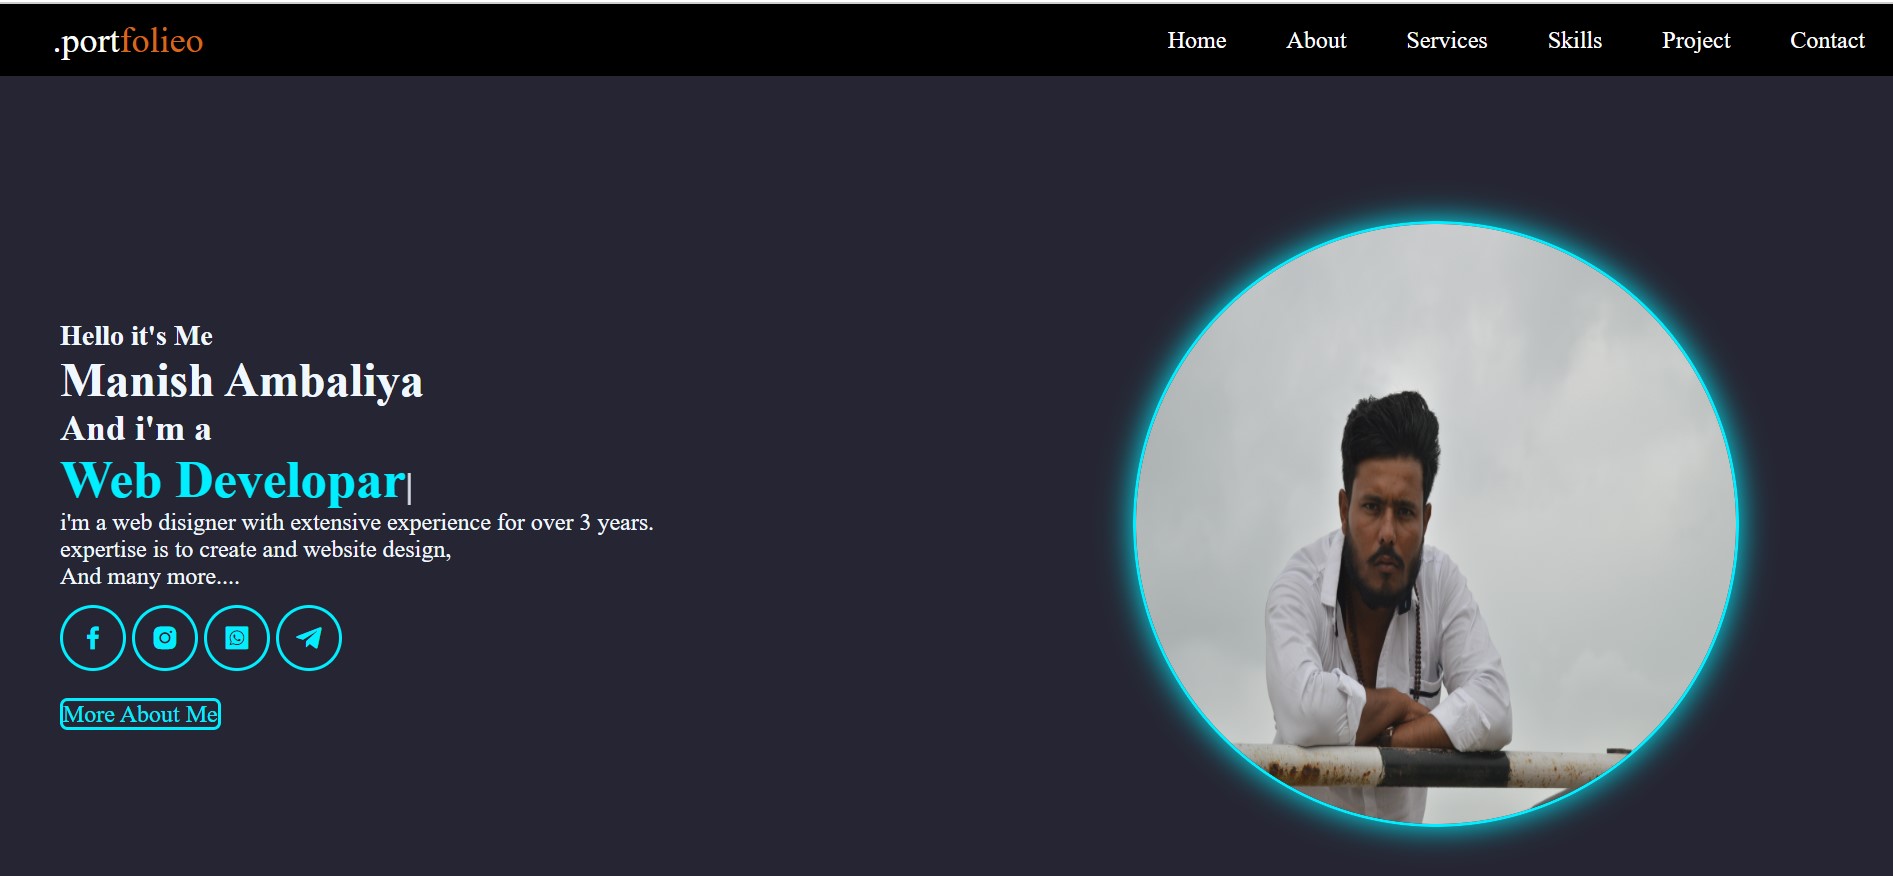 .portfolieo
Home About Services Skills Project Contact
Hello it's Me
Manish Ambaliya
And i'm a
Web Developar|
i'm a web disigner with extensive experience for over 3 years.
expertise is to create and website design,
And many more....
More About Me